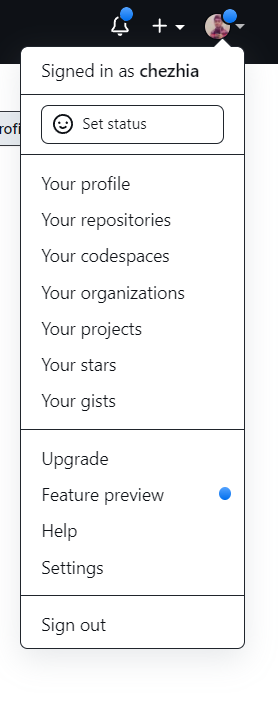 rofi
Signed in as chezhia
Set status
Your profile
Your repositories
Your codespaces
Your organizations
Your projects
Your stars
Your gists
Upgrade
Feature preview
Help
Settings
Sign out